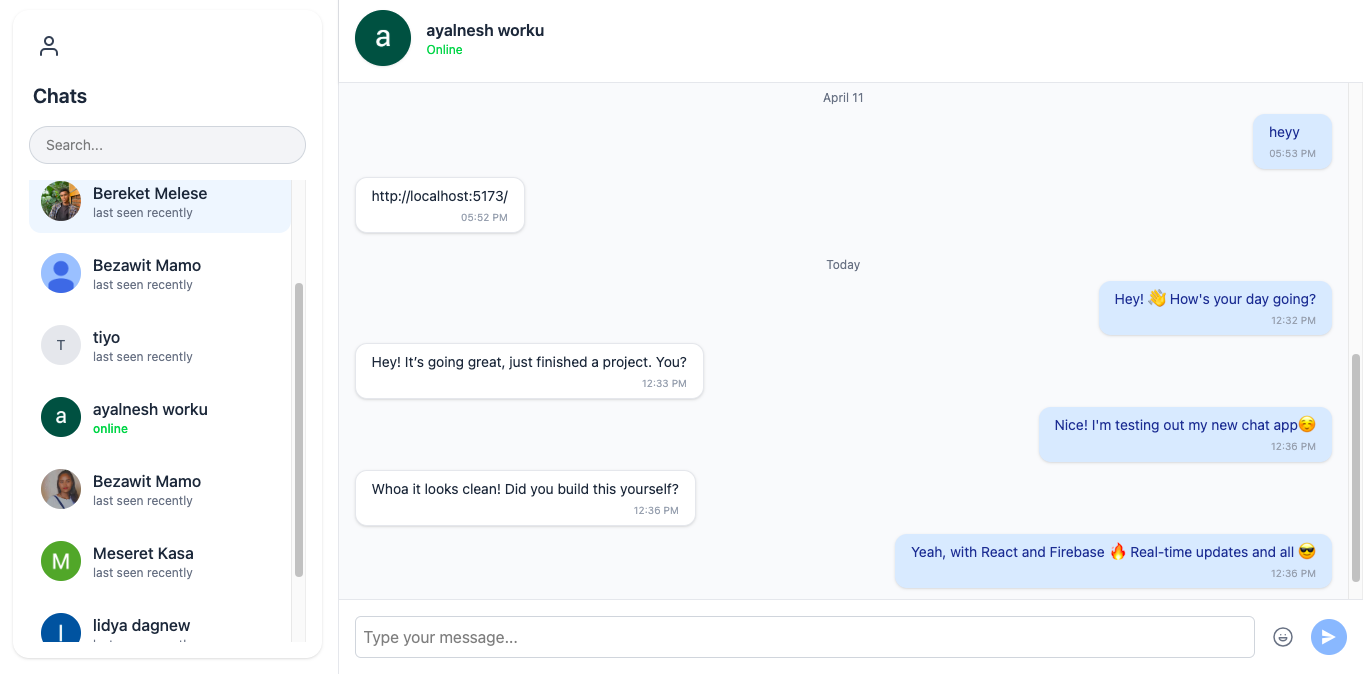 Chats
Search...
Bereket Melese
last seen recently
Bezawit Mamo
last seen recently
T
tiyo
last seen recently
a
ayalnesh worku
online
Bezawit Mamo
last seen recently
M
Meseret Kasa
last seen recently
l
lidya dagnew
a
ayalnesh worku
Online
April 11
heyy
05:53 PM
http://localhost:5173/
05:52 PM
Today
Hey! 👋 How's your day going?
12:32 PM
Hey! It’s going great, just finished a project. You?
12:33 PM
Nice! I'm testing out my new chat app☺️
12:36 PM
Whoa it looks clean! Did you build this yourself?
12:36 PM
Yeah, with React and Firebase 🔥 Real-time updates and all 😎
12:36 PM
Type your message...